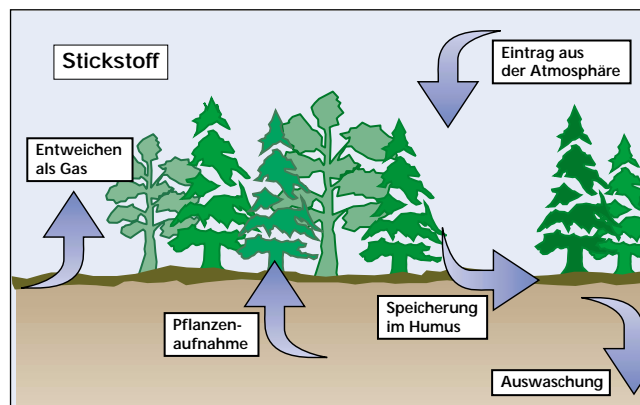 Stickstoff
Eintrag aus
der Atmosphäre
Entweichen
als Gas
Pflanzen-
aufnahme
Speicherung
im Humus
Auswaschung